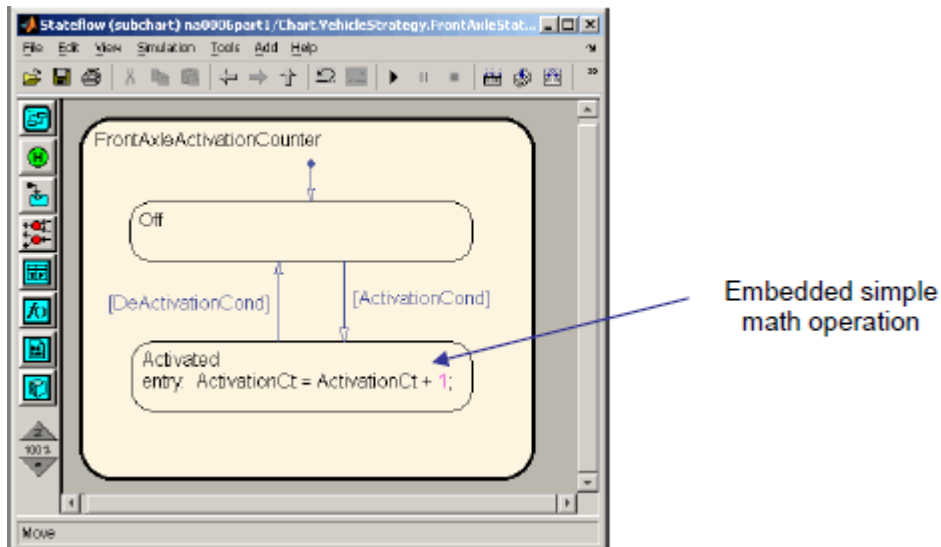 Stateflow (subchart) na0006part1/Chart.VehicleStrategy.FrontAxleStat...
File Edit View Simulation Tools Add Help
FrontAxleActivationCounter
Off
[DeActivationCond]
[ActivationCond]
Embedded simple
math operation
Activated
entry: ActivationCt = ActivationCt + 1;
100%
Move